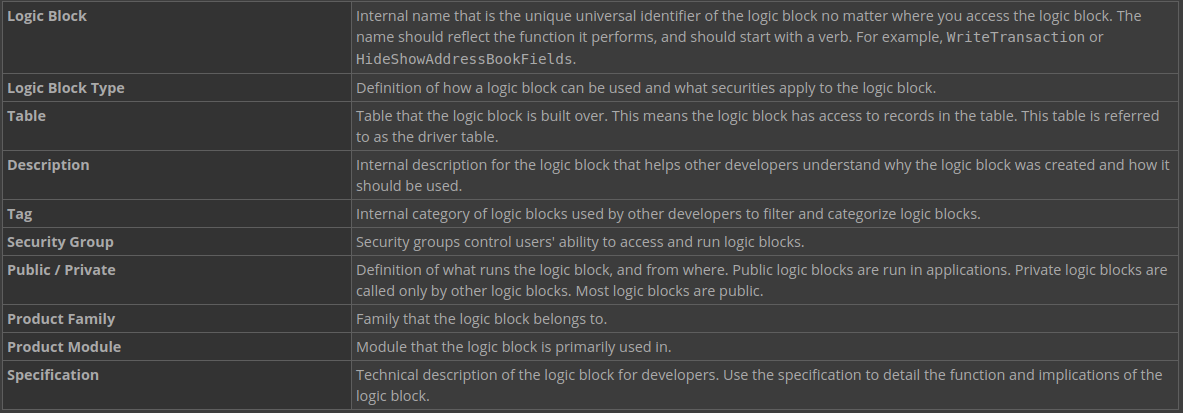 Logic Block
Internal name that is the unique universal identifier of the logic block no matter where you access the logic block. The
name should reflect the function it performs, and should start with a verb. For example, WriteTransaction or
HideShowAddressBookFields.
Logic Block Type
Definition of how a logic block can be used and what securities apply to the logic block.
Table
Table that the logic block is built over. This means the logic block has access to records in the table. This table is referred
to as the driver table.
Description
Internal description for the logic block that helps other developers understand why the logic block was created and how it
should be used.
Tag
Internal category of logic blocks used by other developers to filter and categorize logic blocks.
Security Group
Security groups control users' ability to access and run logic blocks.
Public / Private
Definition of what runs the logic block, and from where. Public logic blocks are run in applications. Private logic blocks are
called only by other logic blocks. Most logic blocks are public.
Product Family
Family that the logic block belongs to.
Product Module
Module that the logic block is primarily used in.
Specification
Technical description of the logic block for developers. Use the specification to detail the function and implications of the
logic block.